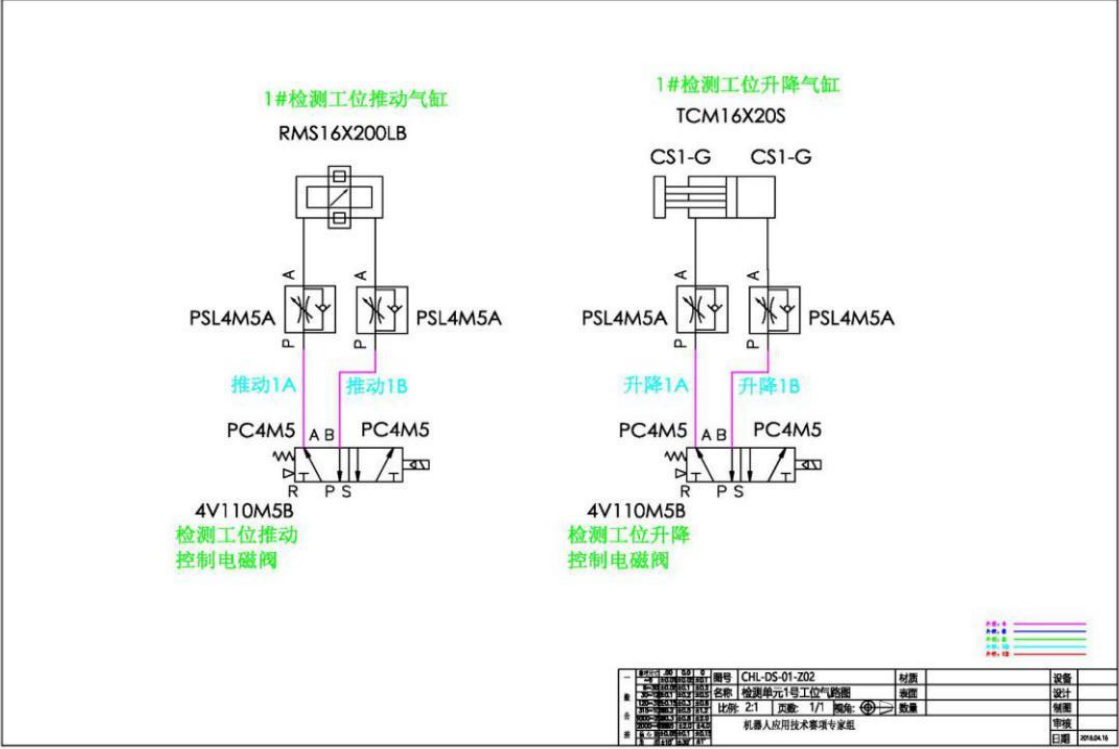 1#检测工位推动气缸
RMS16X200LB
1#检测工位升降气缸
TCM16X20S
CS1-G CS1-G
A A
PSL4M5A PSL4M5A
P P
推动1A 推动1B
PC4M5 A B PC4M5
R P S
4V110M5B
检测工位推动
控制电磁阀
A A
PSL4M5A PSL4M5A
P P
升降1A 升降1B
PC4M5 A B PC4M5
R P S
4V110M5B
检测工位升降
控制电磁阀
图号 CHL-DS-01-Z02 材质 设备
名称 检测单元1号工位气路图 表面 设计
比例: 2:1 页数: 1/1 视角: 数量 制图
机器人应用技术赛项专家组 审核
日期 2018.04.15